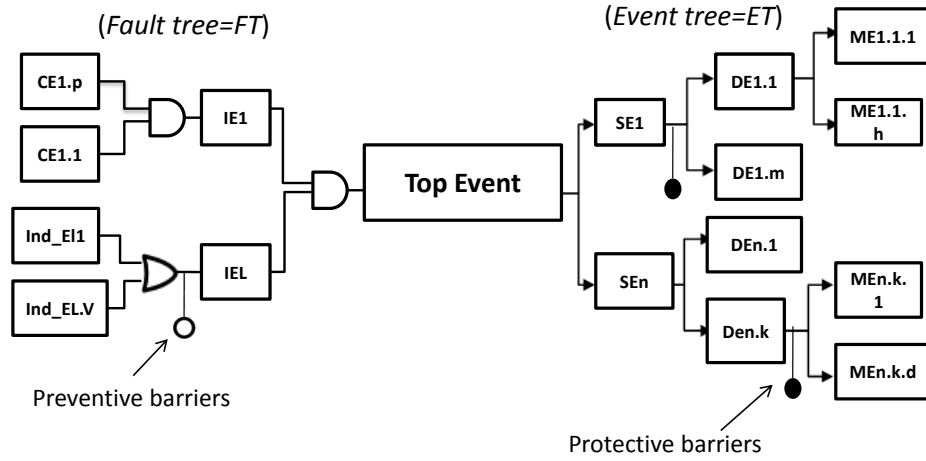 (Fault tree=FT)
(Event tree=ET)
CE1.p
CE1.1
IE1
Ind_El1
Ind_EL.V
IEL
Preventive barriers
Top Event
SE1
SEn
DE1.1
DE1.m
DEn.1
Den.k
ME1.1.1
ME1.1.
h
MEn.k.
1
MEn.k.d
Protective barriers